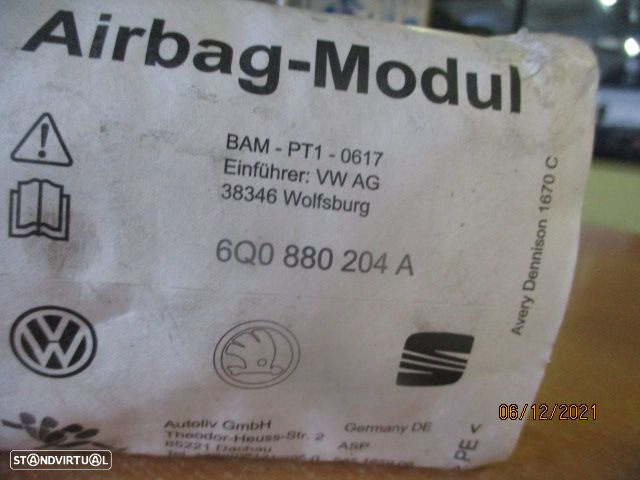 Airbag-Modul
BAM - PT1 - 0617
Einführer: VW AG
38346 Wolfsburg
6Q0 880 204 A
Avery Dennison 1670 C
Autoliv GmbH
Theodor-Heuss-Str. 2
85221 Dachau
Germany DE
ASP
PE <
06/12/2021
STANDVIRTUAL